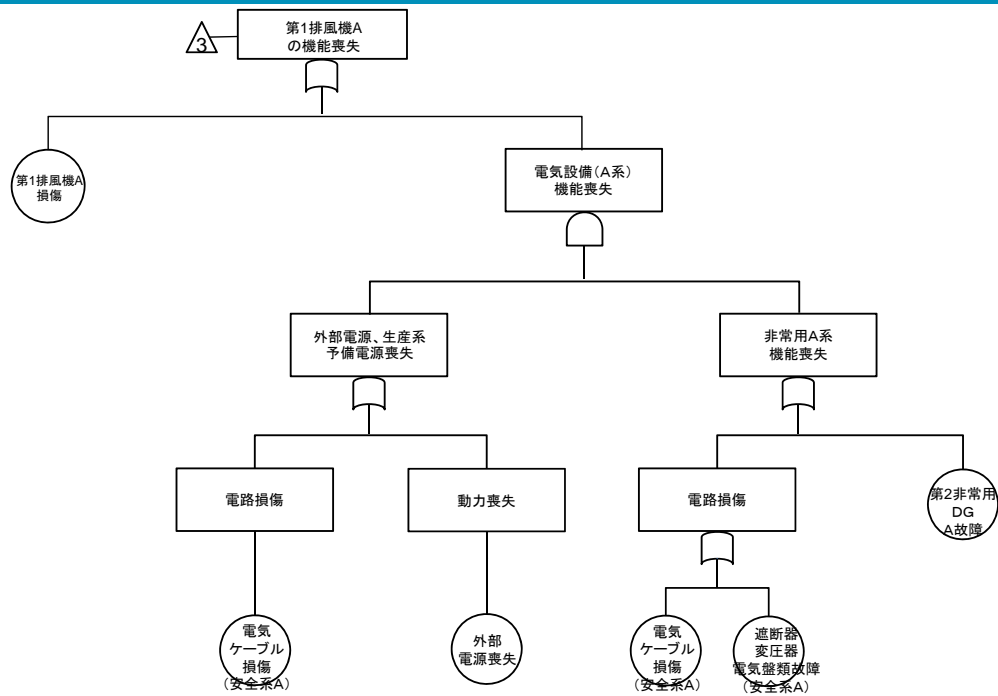 第1排風機A
の機能喪失
3
第1排風機A
損傷
電気設備(A系)
機能喪失
外部電源、生産系
予備電源喪失
非常用A系
機能喪失
電路損傷
動力喪失
電路損傷
第2非常用
DG
A故障
電気
ケーブル
損傷
(安全系A)
外部
電源喪失
電気
ケーブル
損傷
(安全系A)
遮断器
変圧器
電気盤類故障
(安全系A)